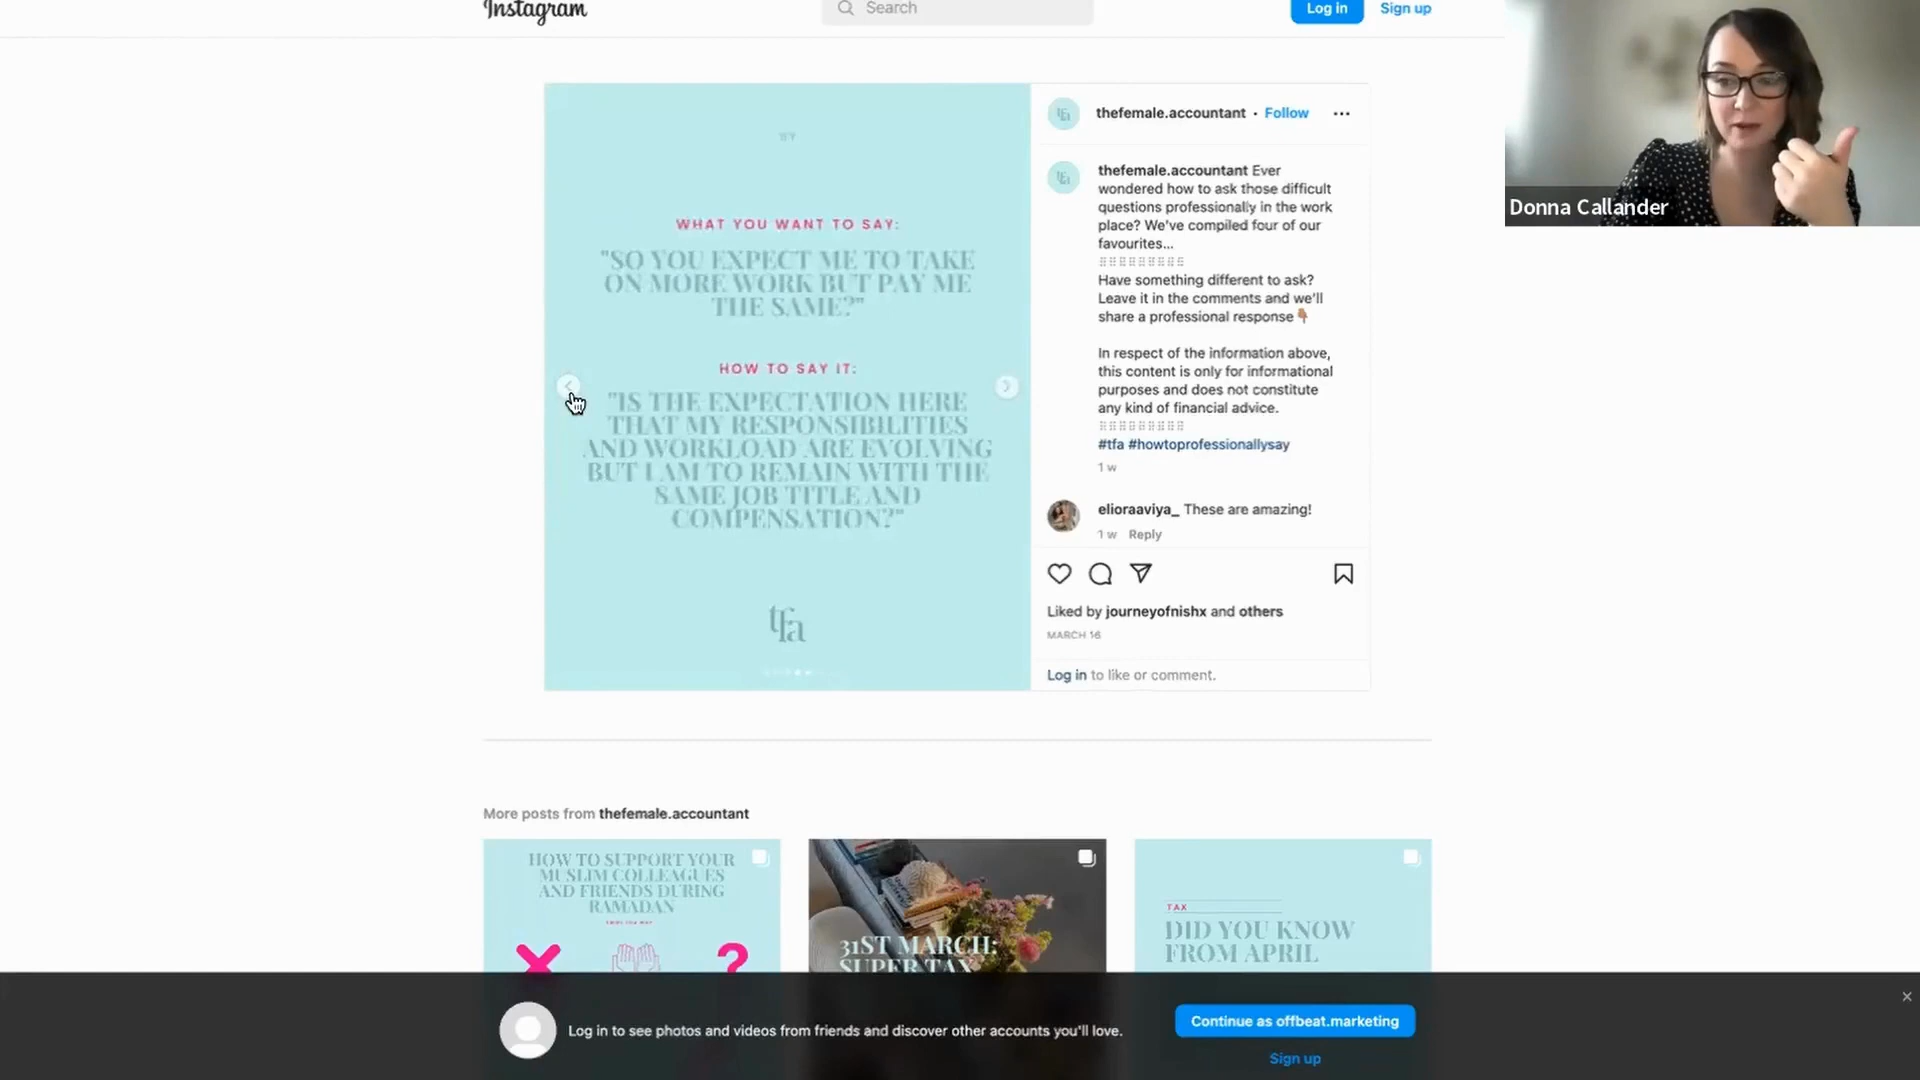 Instagram
Search
Log in
Sign up
Donna Callander
WHAT YOU WANT TO SAY:
"SO YOU EXPECT ME TO TAKE
ON MORE WORK BUT PAY ME
THE SAME?"
HOW TO SAY IT:
"IS THE EXPECTATION HERE
THAT MY RESPONSIBILITIES
AND WORKLOAD ARE EVOLVING
BUT I AM TO REMAIN WITH THE
SAME JOB TITLE AND
COMPENSATION?"
tfa
thefemale.accountant • Follow
thefemale.accountant Ever
wondered how to ask those difficult
questions professionally in the work
place? We've compiled four of our
favourites...
Have something different to ask?
Leave it in the comments and we'll
share a professional response
In respect of the information above,
this content is only for informational
purposes and does not constitute
any kind of financial advice.
#tfa #howtoprofessionallysay
1 w
elioraaviya_ These are amazing!
1 w Reply
Liked by journeyofnishx and others
MARCH 16
Log in to like or comment.
More posts from thefemale.accountant
HOW TO SUPPORT YOUR
MUSLIM COLLEAGUES
AND FRIENDS DURING
RAMADAN
?
31ST MARCH:
SUPER TAX
TAX
DID YOU KNOW
FROM APRIL
Log in to see photos and videos from friends and discover other accounts you'll love.
Continue as offbeat.marketing
Sign up